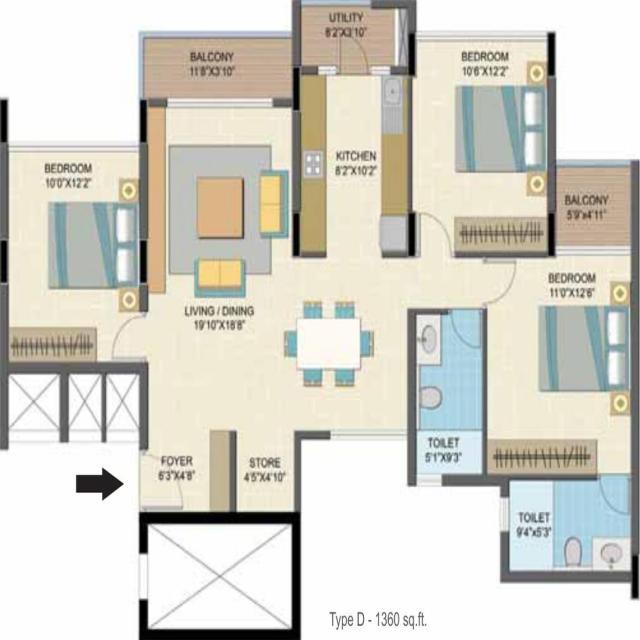 UTILITY
8'2"X3'10"
BALCONY
11'8"X3'10"
BEDROOM
10'6"X12'2"
KITCHEN
8'2"X10'2"
BEDROOM
10'0"X12'2"
BALCONY
5'9"x4'11"
BEDROOM
11'0"X12'6"
LIVING / DINING
19'10"X16'8"
TOILET
5'1"X9'3"
FOYER
6'3"X4'8"
STORE
4'5"X4'10"
TOILET
9'4"x5'3"
Type D - 1360 sq.ft.